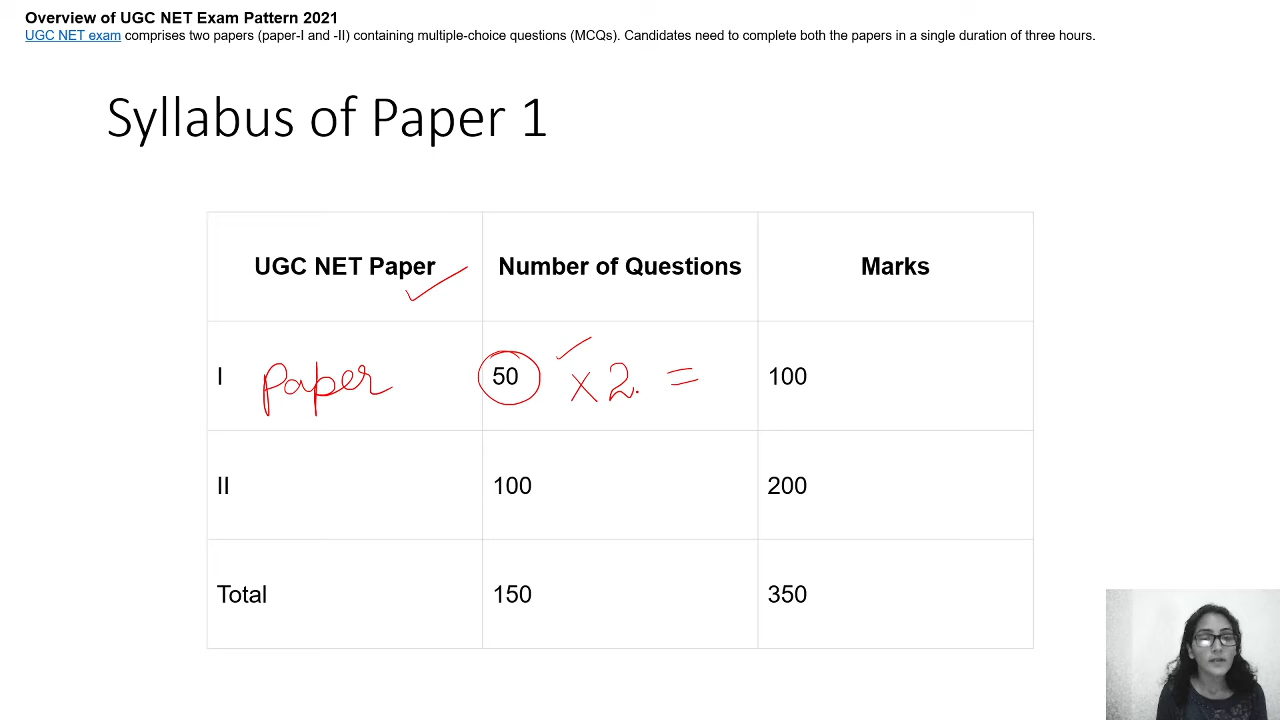 Overview of UGC NET Exam Pattern 2021
UGC NET exam comprises two papers (paper-I and -II) containing multiple-choice questions (MCQs). Candidates need to complete both the papers in a single duration of three hours.
Syllabus of Paper 1
UGC NET Paper Number of Questions Marks
I Paper 50 × 2. = 100
II 100 200
Total 150 350